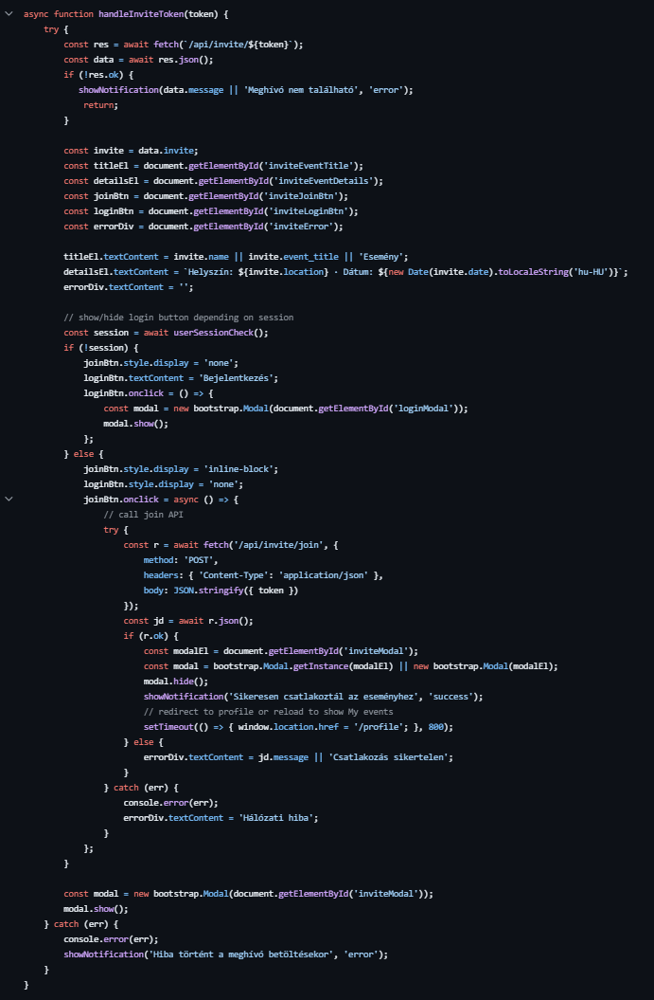 async function handleInviteToken(token) {
    try {
        const res = await fetch(`/api/invite/${token}`);
        const data = await res.json();
        if (!res.ok) {
           showNotification(data.message || 'Meghívó nem található', 'error');
            return;
        }

        const invite = data.invite;
        const titleEl = document.getElementById('inviteEventTitle');
        const detailsEl = document.getElementById('inviteEventDetails');
        const joinBtn = document.getElementById('inviteJoinBtn');
        const loginBtn = document.getElementById('inviteLoginBtn');
        const errorDiv = document.getElementById('inviteError');

        titleEl.textContent = invite.name || invite.event_title || 'Esemény';
        detailsEl.textContent = `Helyszín: ${invite.location} · Dátum: ${new Date(invite.date).toLocaleString('hu-HU')}`;
        errorDiv.textContent = '';

        // show/hide login button depending on session
        const session = await userSessionCheck();
        if (!session) {
            joinBtn.style.display = 'none';
            loginBtn.textContent = 'Bejelentkezés';
            loginBtn.onclick = () => {
                const modal = new bootstrap.Modal(document.getElementById('loginModal'));
                modal.show();
            };
        } else {
            joinBtn.style.display = 'inline-block';
            loginBtn.style.display = 'none';
            joinBtn.onclick = async () => {
                // call join API
                try {
                    const r = await fetch('/api/invite/join', {
                        method: 'POST',
                        headers: { 'Content-Type': 'application/json' },
                        body: JSON.stringify({ token })
                    });
                    const jd = await r.json();
                    if (r.ok) {
                        const modalEl = document.getElementById('inviteModal');
                        const modal = bootstrap.Modal.getInstance(modalEl) || new bootstrap.Modal(modalEl);
                        modal.hide();
                        showNotification('Sikeresen csatlakoztál az eseményhez', 'success');
                        // redirect to profile or reload to show My events
                        setTimeout(() => { window.location.href = '/profile'; }, 800);
                    } else {
                        errorDiv.textContent = jd.message || 'Csatlakozás sikertelen';
                    }
                } catch (err) {
                    console.error(err);
                    errorDiv.textContent = 'Hálózati hiba';
                }
            };
        }

        const modal = new bootstrap.Modal(document.getElementById('inviteModal'));
        modal.show();
    } catch (err) {
        console.error(err);
        showNotification('Hiba történt a meghívó betöltésekor', 'error');
    }
}